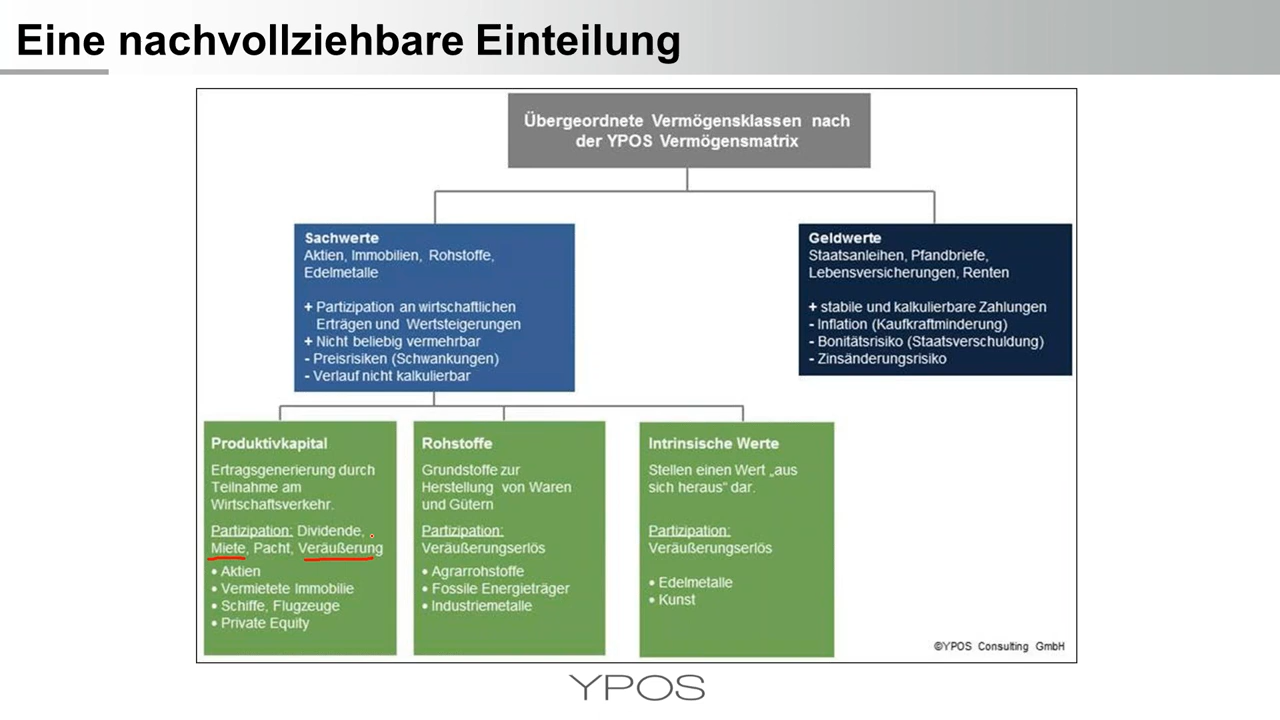 Eine nachvollziehbare Einteilung
Übergeordnete Vermögensklassen nach
der YPOS Vermögensmatrix
Sachwerte
Aktien, Immobilien, Rohstoffe,
Edelmetalle
+ Partizipation an wirtschaftlichen
Erträgen und Wertsteigerungen
+ Nicht beliebig vermehrbar
- Preisrisiken (Schwankungen)
- Verlauf nicht kalkulierbar
Geldwerte
Staatsanleihen, Pfandbriefe,
Lebensversicherungen, Renten
+ stabile und kalkulierbare Zahlungen
- Inflation (Kaufkraftminderung)
- Bonitätsrisiko (Staatsverschuldung)
- Zinsänderungsrisiko
Produktivkapital
Ertragsgenerierung durch
Teilnahme am
Wirtschaftsverkehr.
Partizipation: Dividende,
Miete, Pacht, Veräußerung
• Aktien
• Vermietete Immobilie
• Schiffe, Flugzeuge
• Private Equity
Rohstoffe
Grundstoffe zur
Herstellung von Waren
und Gütern
Partizipation:
Veräußerungserlös
• Agrarrohstoffe
• Fossile Energieträger
• Industriemetalle
Intrinsische Werte
Stellen einen Wert „aus
sich heraus" dar.
Partizipation:
Veräußerungserlös
• Edelmetalle
• Kunst
©YPOS Consulting GmbH
YPOS